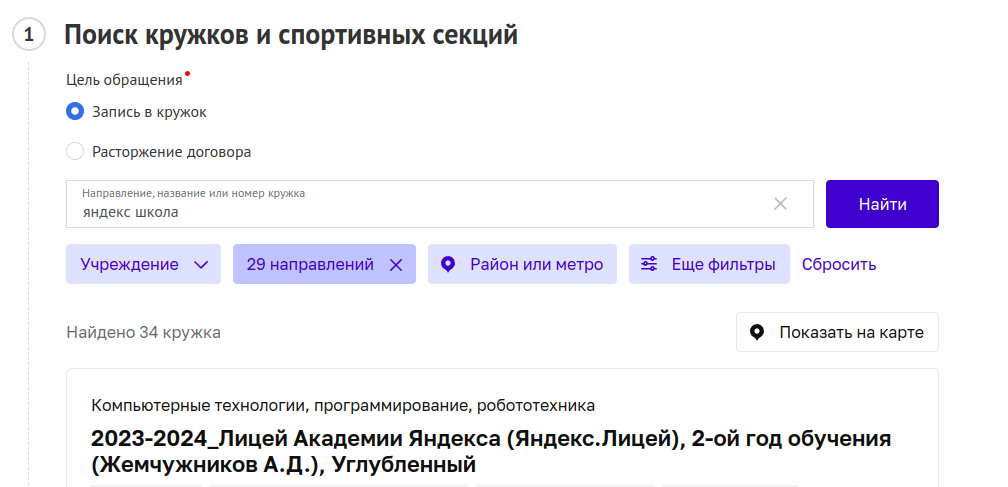 1
Поиск кружков и спортивных секций
Цель обращения
Запись в кружок
Расторжение договора
Направление, название или номер кружка
яндекс школа
Найти
Учреждение
29 направлений
Район или метро
Еще фильтры
Сбросить
Найдено 34 кружка
Показать на карте
Компьютерные технологии, программирование, робототехника
2023-2024_Лицей Академии Яндекса (Яндекс.Лицей), 2-ой год обучения
(Жемчужников А.Д.), Углубленный